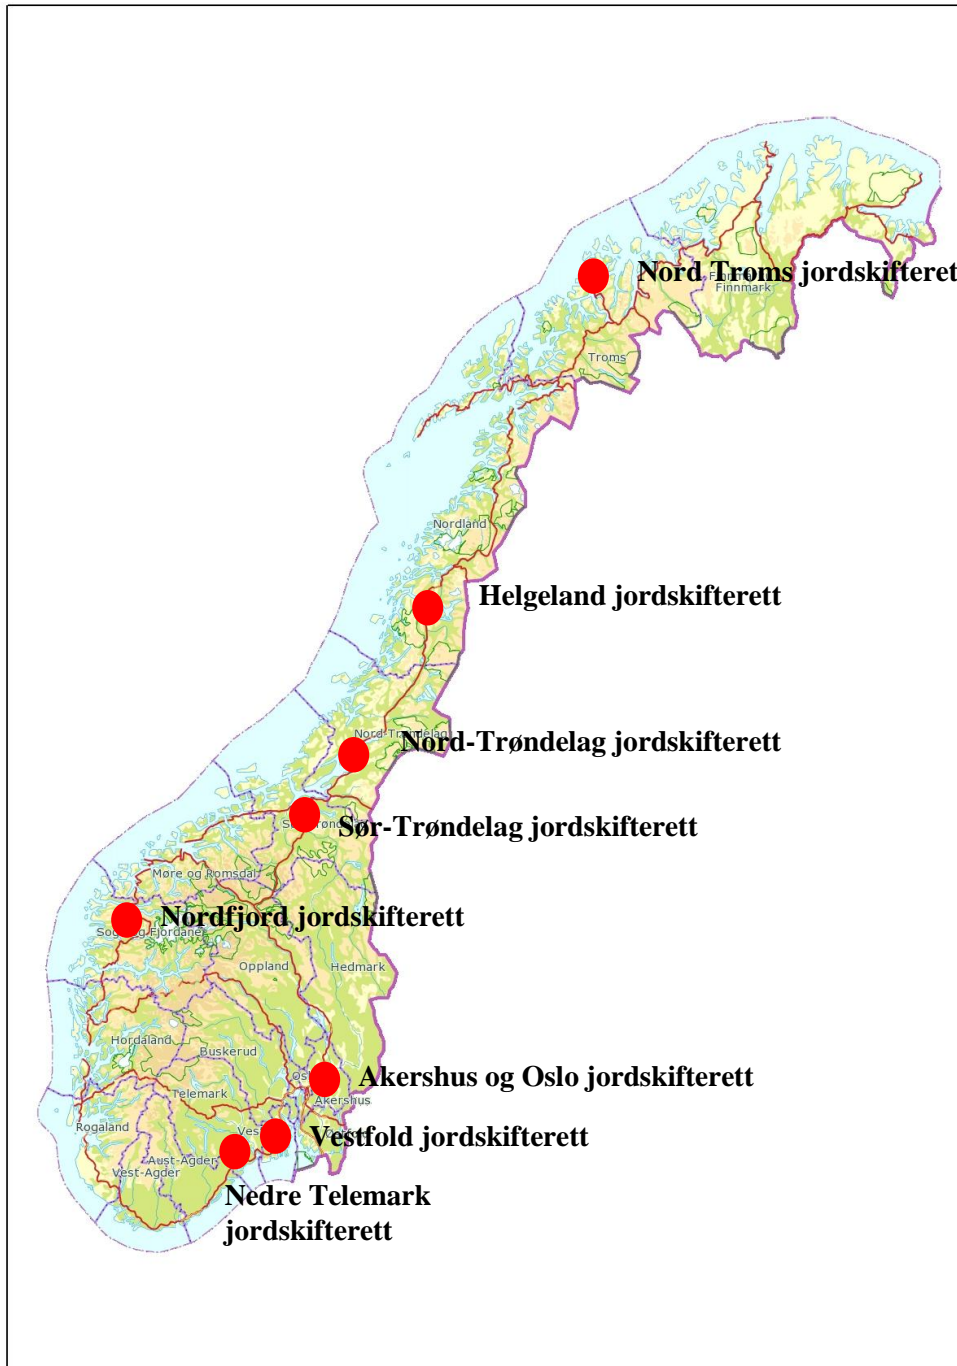 Nord Troms jordskifteret
Finnmark
Troms
Nordland
Helgeland jordskifterett
Nord-Trøndelag
Nord-Trøndelag jordskifterett
Sør-Trøndelag jordskifterett
Møre og Romsdal
Nordfjord jordskifterett
Oppland
Hedmark
Hordaland
Buskerud
Akershus og Oslo jordskifterett
Telemark
Akershus
Rogaland
Vestfold jordskifterett
Aust-Agder
Vest-Agder
Nedre Telemark
jordskifterett